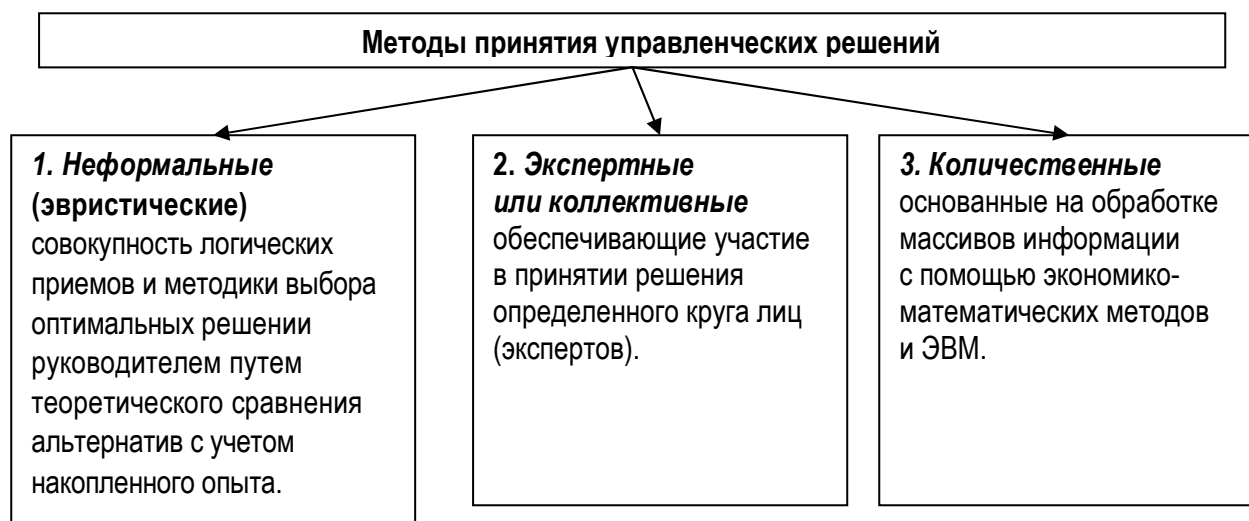 Методы принятия управленческих решений
1. Неформальные
(эвристические)
совокупность логических
приемов и методики выбора
оптимальных решении
руководителем путем
теоретического сравнения
альтернатив с учетом
накопленного опыта.
2. Экспертные
или коллективные
обеспечивающие участие
в принятии решения
определенного круга лиц
(экспертов).
3. Количественные
основанные на обработке
массивов информации
с помощью экономико-
математических методов
и ЭВМ.